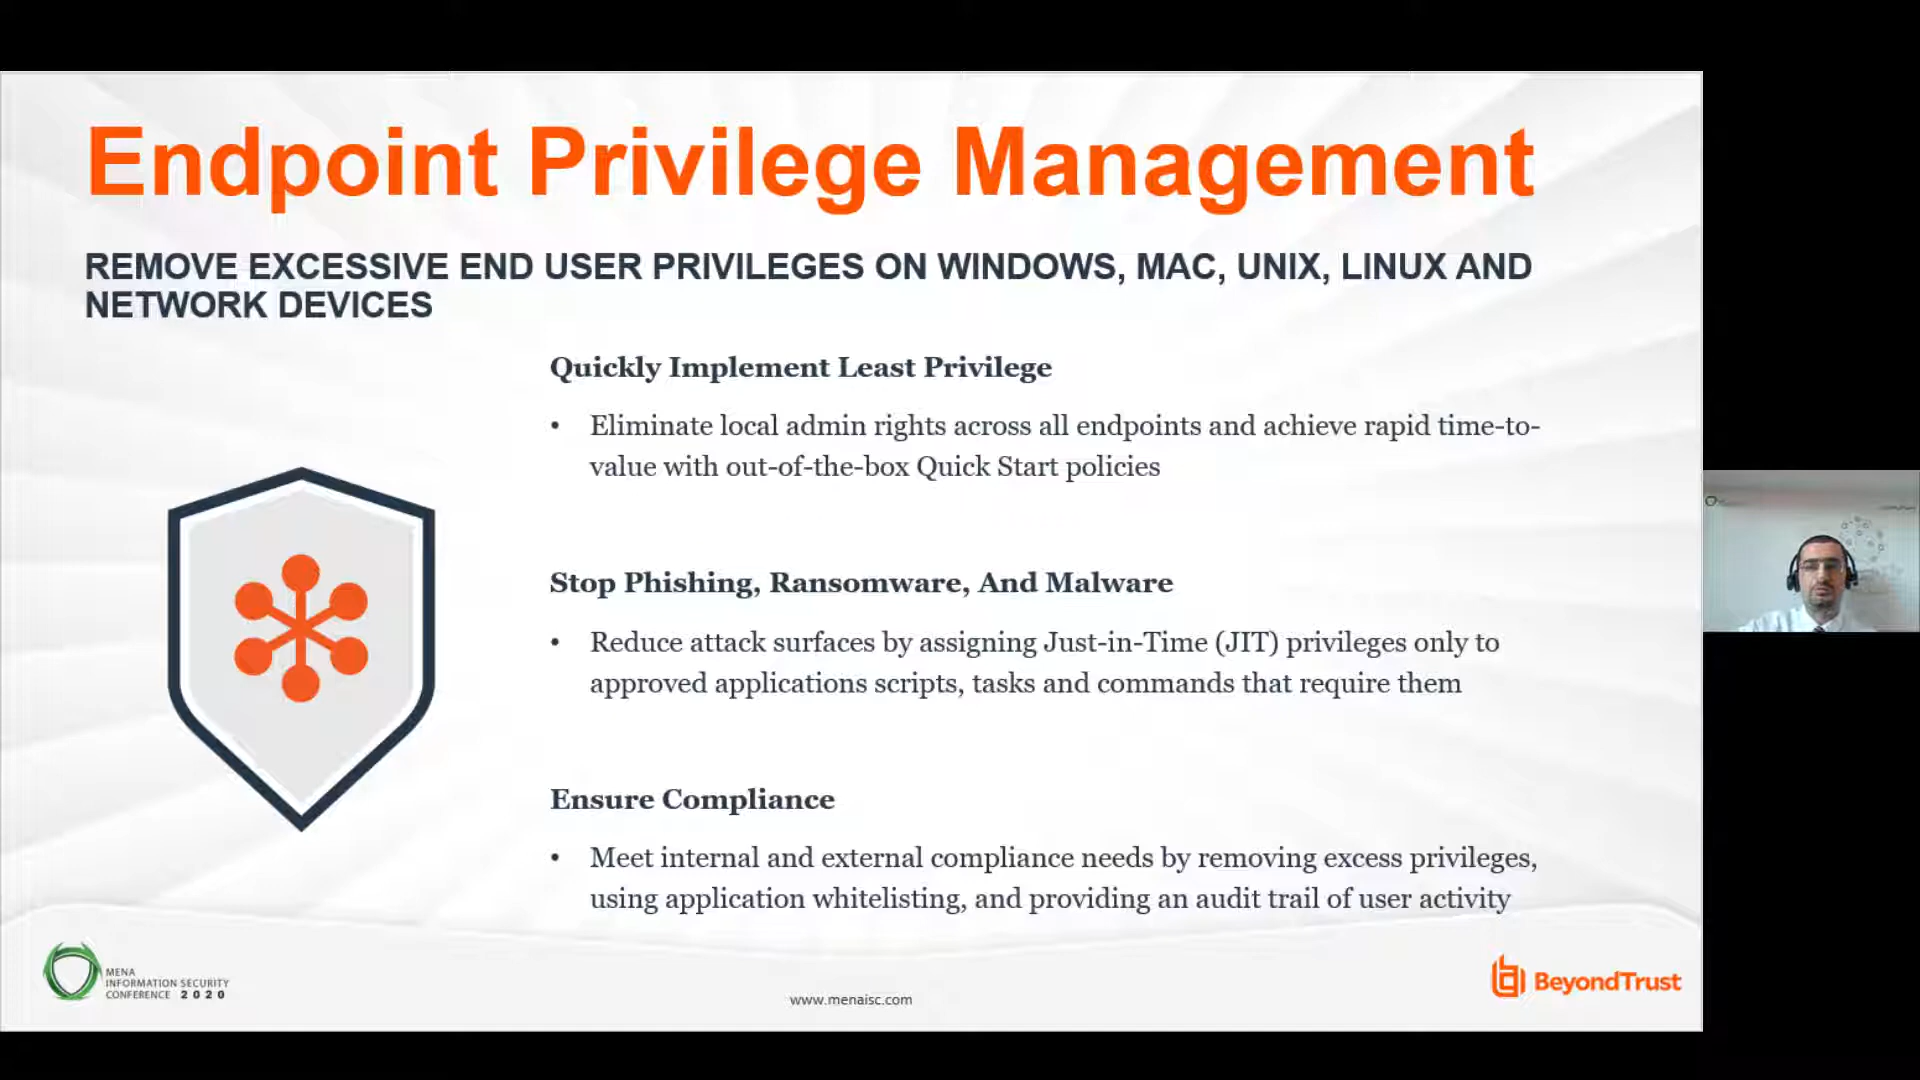 Endpoint Privilege Management
REMOVE EXCESSIVE END USER PRIVILEGES ON WINDOWS, MAC, UNIX, LINUX AND
NETWORK DEVICES
Quickly Implement Least Privilege
• Eliminate local admin rights across all endpoints and achieve rapid time-to-
value with out-of-the-box Quick Start policies
Stop Phishing, Ransomware, And Malware
• Reduce attack surfaces by assigning Just-in-Time (JIT) privileges only to
approved applications scripts, tasks and commands that require them
Ensure Compliance
• Meet internal and external compliance needs by removing excess privileges,
using application whitelisting, and providing an audit trail of user activity
MENA
INFORMATION SECURITY
CONFERENCE 2020
www.menaisc.com
BeyondTrust